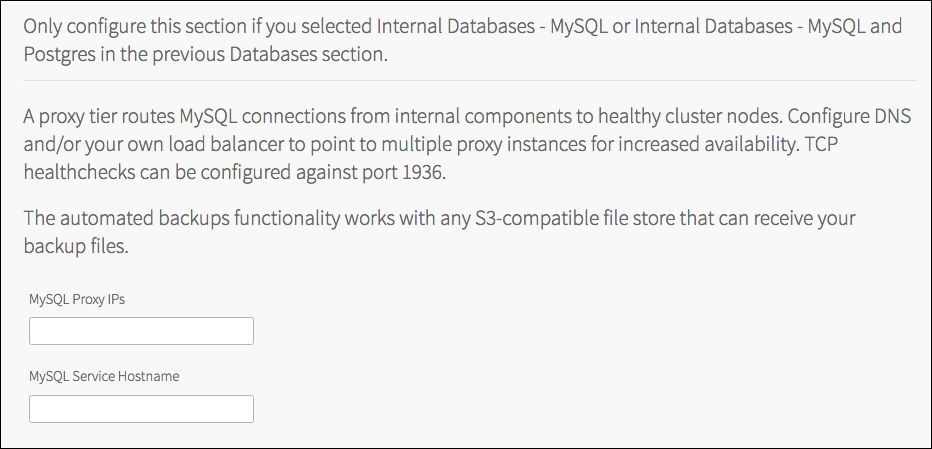 Only configure this section if you selected Internal Databases - MySQL or Internal Databases - MySQL and
Postgres in the previous Databases section.
A proxy tier routes MySQL connections from internal components to healthy cluster nodes. Configure DNS
and/or your own load balancer to point to multiple proxy instances for increased availability. TCP
healthchecks can be configured against port 1936.
The automated backups functionality works with any S3-compatible file store that can receive your
backup files.
MySQL Proxy IPs
MySQL Service Hostname